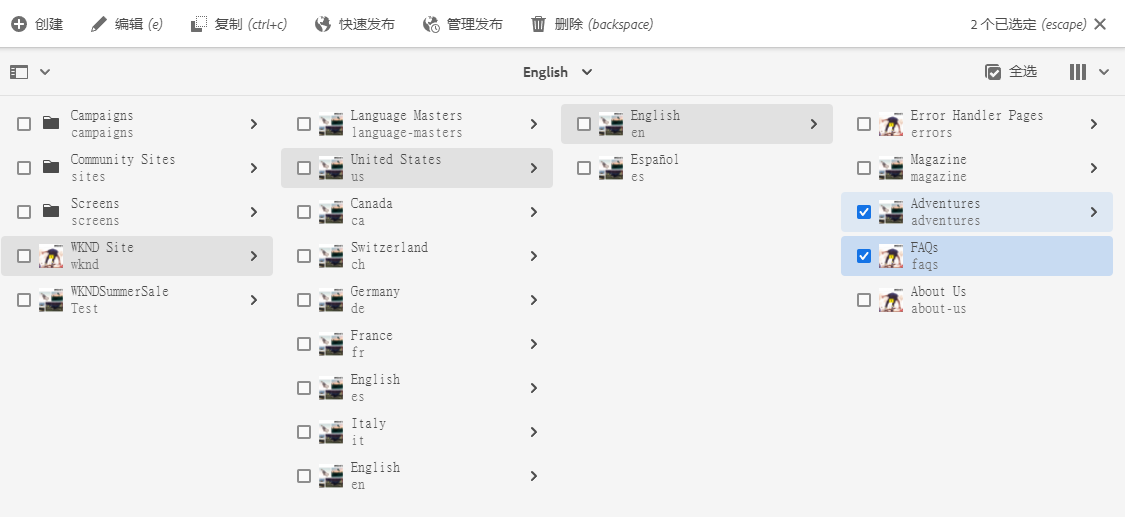 创建
编辑 (e)
复制 (ctrl+c)
快速发布
管理发布
删除 (backspace)
2 个已选定 (escape)
English
全选
Campaigns
campaigns
Community Sites
sites
Screens
screens
WKND Site
wknd
WKNDSummerSale
Test
Language Masters
language-masters
United States
us
Canada
ca
Switzerland
ch
Germany
de
France
fr
English
es
Italy
it
English
en
English
en
Español
es
Error Handler Pages
errors
Magazine
magazine
Adventures
adventures
FAQs
faqs
About Us
about-us